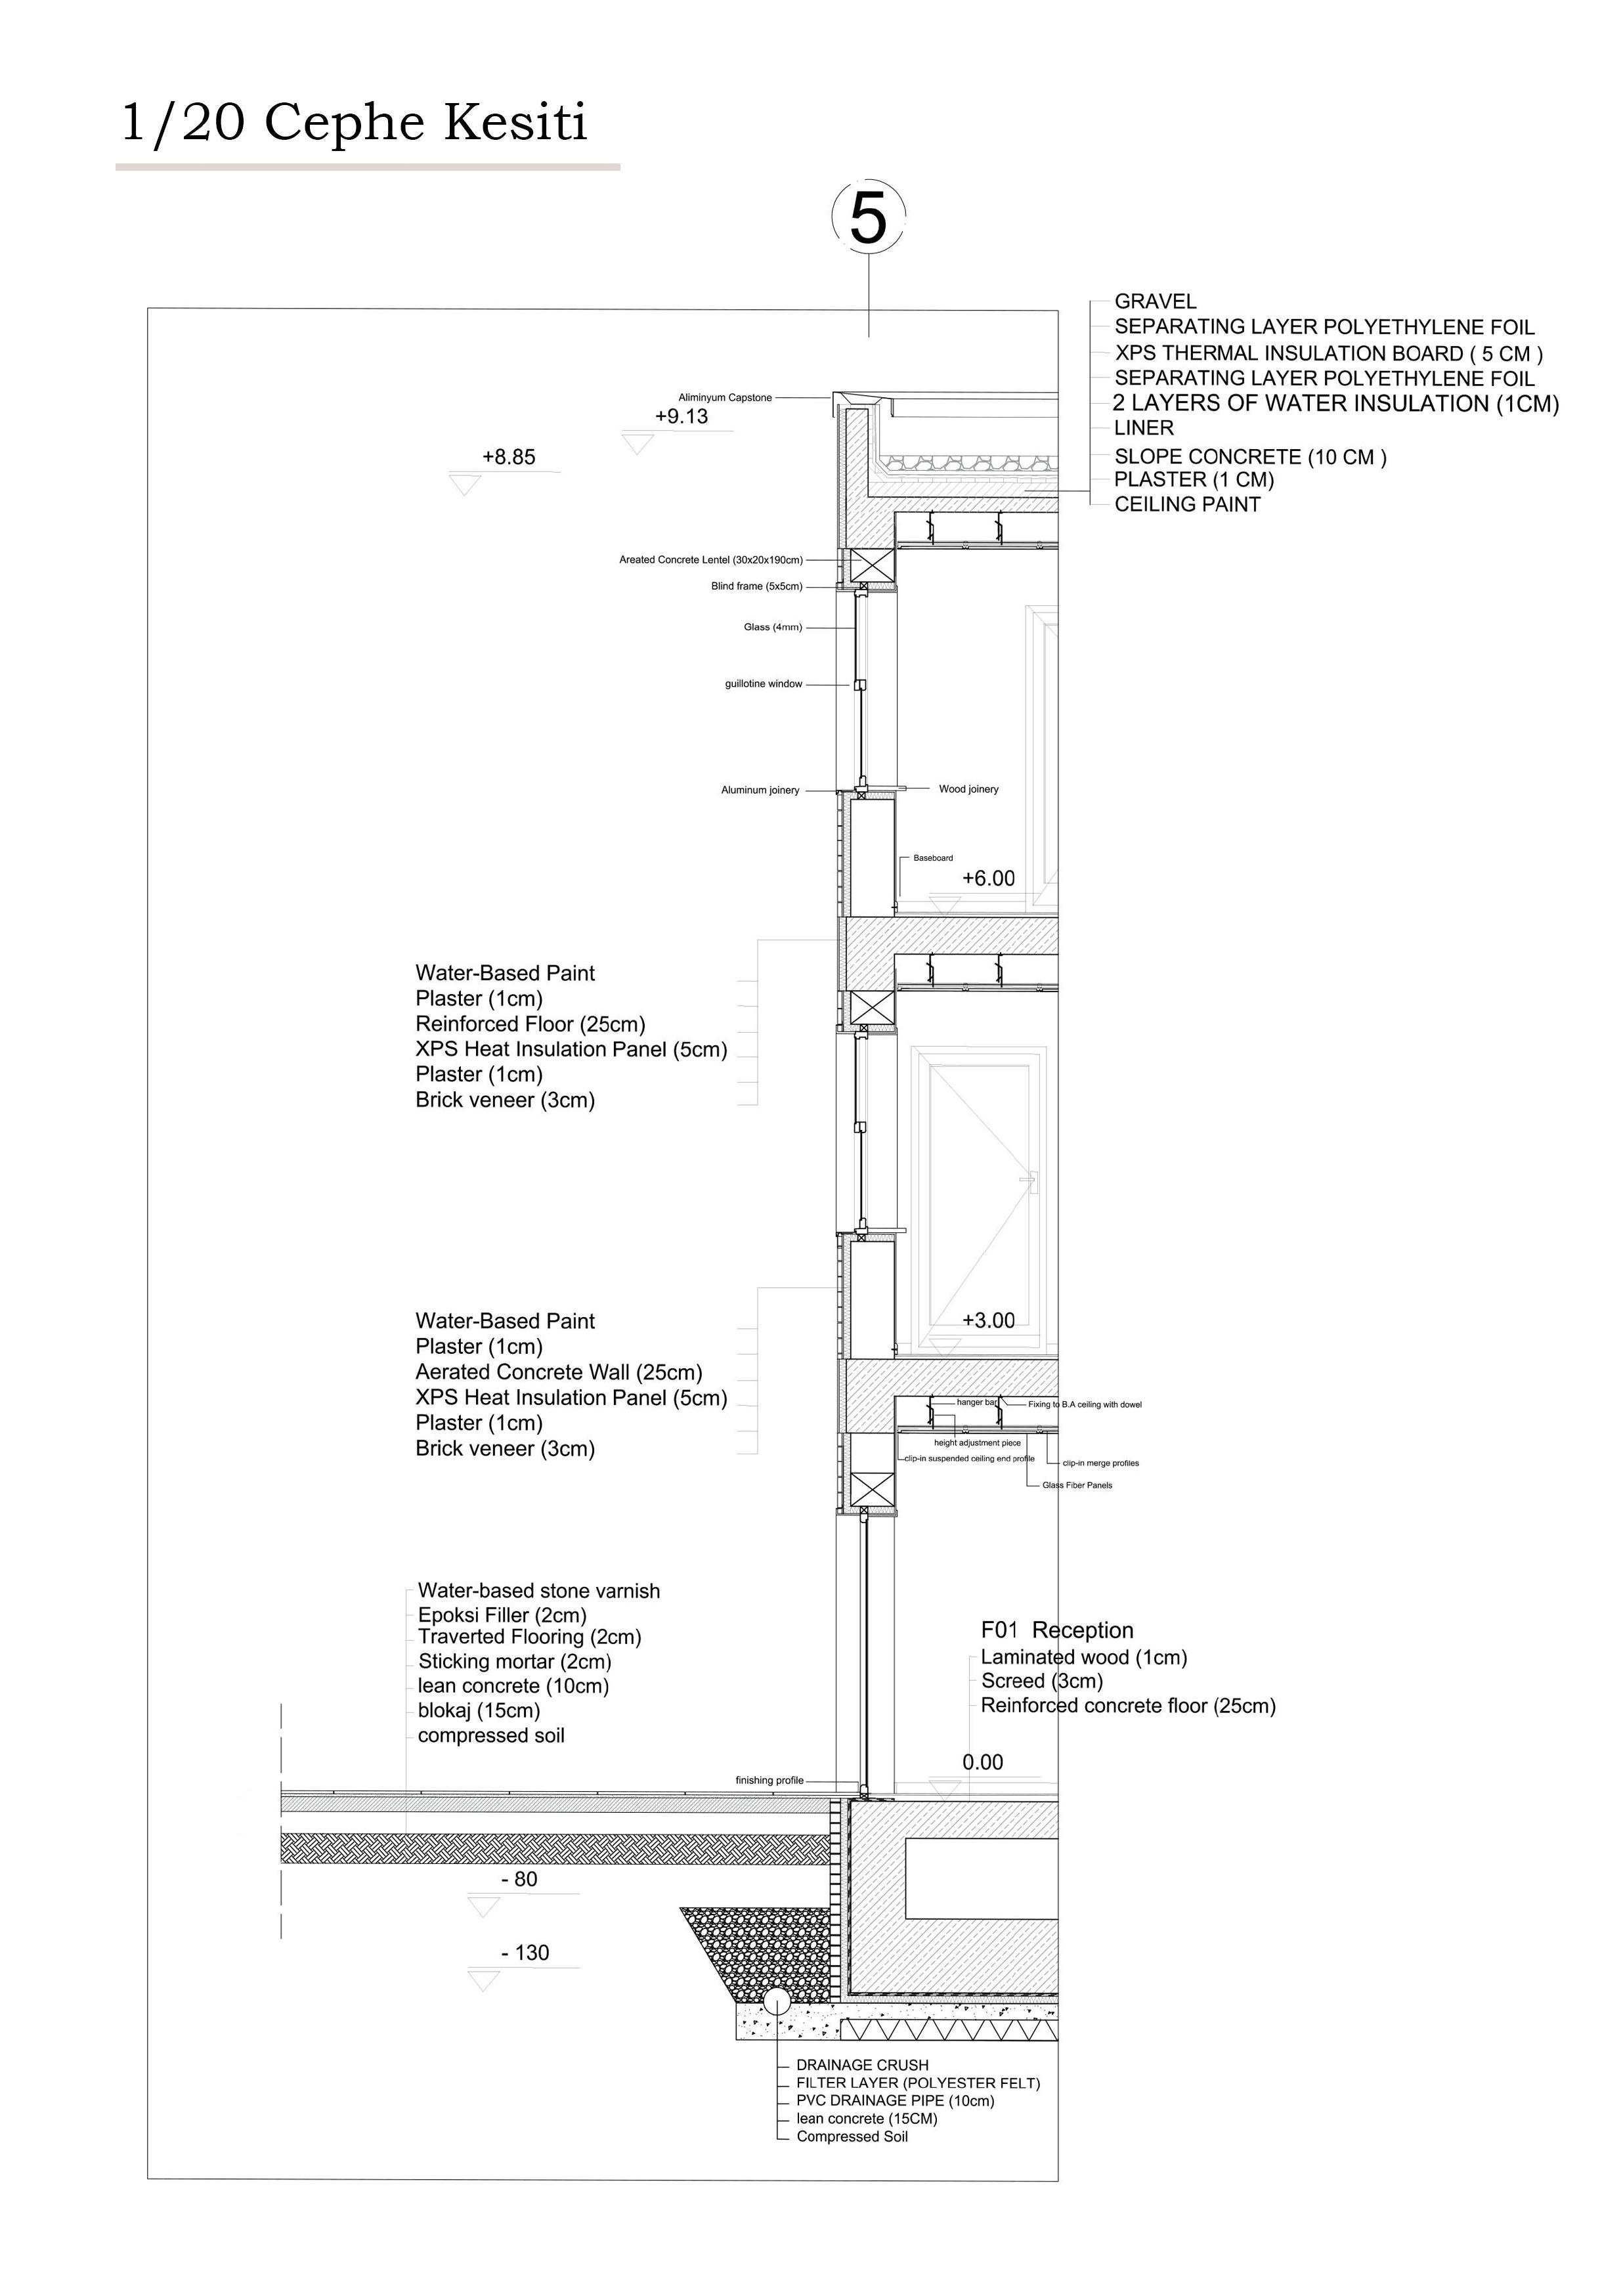 1/20 Cephe Kesiti
5
GRAVEL
SEPARATING LAYER POLYETHYLENE FOIL
XPS THERMAL INSULATION BOARD ( 5 CM )
SEPARATING LAYER POLYETHYLENE FOIL
2 LAYERS OF WATER INSULATION (1CM)
LINER
SLOPE CONCRETE (10 CM )
PLASTER (1 CM)
CEILING PAINT
Aliminyum Capstone
+9.13
+8.85
Areated Concrete Lentel (30x20x190cm)
Blind frame (5x5cm)
Glass (4mm)
guillotine window
Aluminum joinery
Wood joinery
Baseboard
+6.00
Water-Based Paint
Plaster (1cm)
Reinforced Floor (25cm)
XPS Heat Insulation Panel (5cm)
Plaster (1cm)
Brick veneer (3cm)
+3.00
Water-Based Paint
Plaster (1cm)
Aerated Concrete Wall (25cm)
XPS Heat Insulation Panel (5cm)
Plaster (1cm)
Brick veneer (3cm)
hanger bar
Fixing to B.A ceiling with dowel
height adjustment piece
clip-in suspended ceiling end profile
clip-in merge profiles
Glass Fiber Panels
Water-based stone varnish
Epoksi Filler (2cm)
Traverted Flooring (2cm)
Sticking mortar (2cm)
lean concrete (10cm)
blokaj (15cm)
compressed soil
F01 Reception
Laminated wood (1cm)
Screed (3cm)
Reinforced concrete floor (25cm)
0.00
finishing profile
- 80
- 130
DRAINAGE CRUSH
FILTER LAYER (POLYESTER FELT)
PVC DRAINAGE PIPE (10cm)
lean concrete (15CM)
Compressed Soil